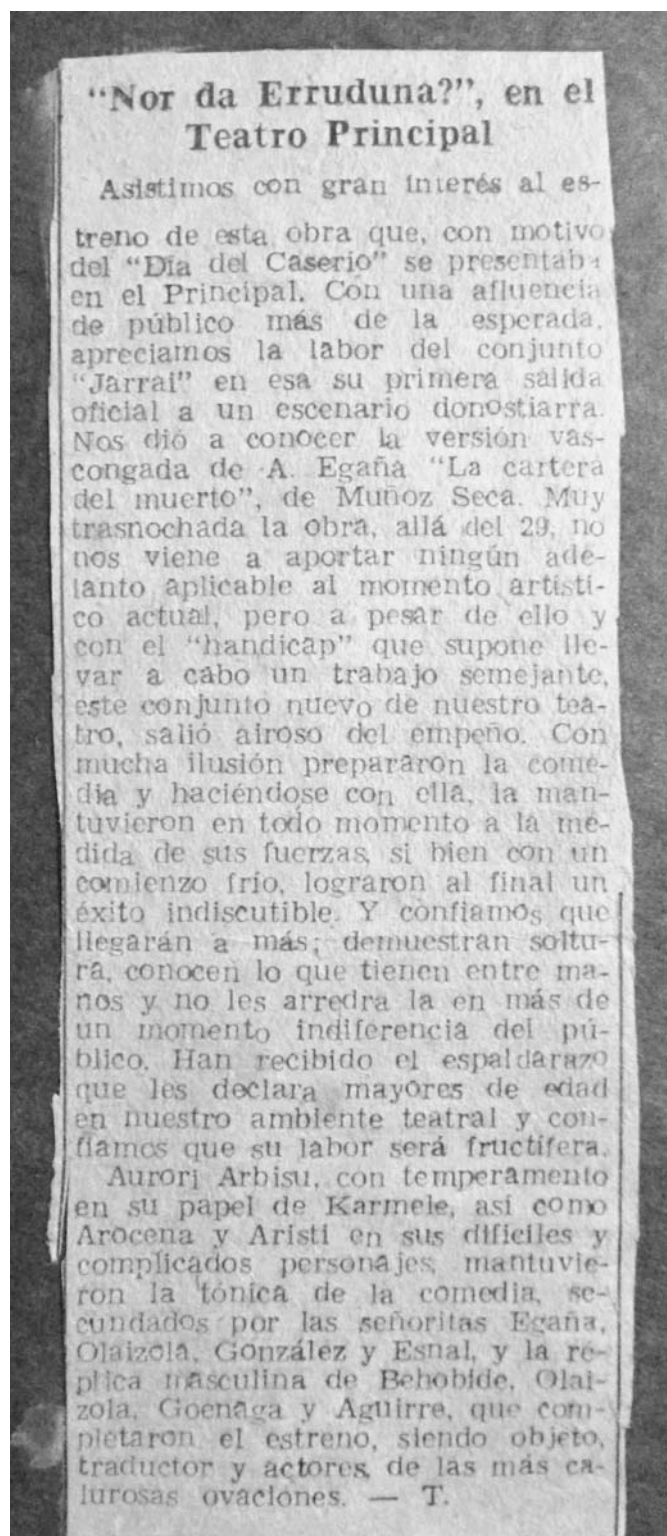 “Nor da Erruduna?”, en el
Teatro Principal
Asistimos con gran interés al es-
treno de esta obra que, con motivo
del “Dia del Caserio” se presentaba
en el Principal. Con una afluencia
de público más de la esperada,
apreciamos la labor del conjunto
“Jarrai” en esa su primera salida
oficial a un escenario donostiarra.
Nos dió a conocer la versión vas-
congada de A. Egaña “La cartera
del muerto”, de Muñoz Seca. Muy
trasnochada la obra, allá del 29, no
nos viene a aportar ningún ade-
lanto aplicable al momento artísti-
co actual, pero a pesar de ello y
con el “handicap” que supone lle-
var a cabo un trabajo semejante,
este conjunto nuevo de nuestro tea-
tro, salió airoso del empeño. Con
mucha ilusión prepararon la come-
dia y haciéndose con ella, la man-
tuvieron en todo momento a la me-
dida de sus fuerzas, si bien con un
comienzo frio, lograron al final un
éxito indiscutible. Y confiamos que
llegarán a más; demuestran soltu-
ra, conocen lo que tienen entre ma-
nos y no les arredra la en más de
un momento indiferencia del pú-
blico. Han recibido el espaldarazo
que les declara mayores de edad
en nuestro ambiente teatral y con-
fiamos que su labor será fructífera.
Aurori Arbisu, con temperamento
en su papel de Karmele, asi como
Arocena y Aristi en sus dificiles y
complicados personajes, mantuvie-
ron la tónica de la comedia, se-
cundados por las señoritas Egaña,
Olaizola, González y Esnal, y la re-
plica masculina de Behobide, Olai-
zola, Goenaga y Aguirre, que com-
pletaron el estreno, siendo objeto,
traductor y actores, de las más ca-
lurosas ovaciones. — T.